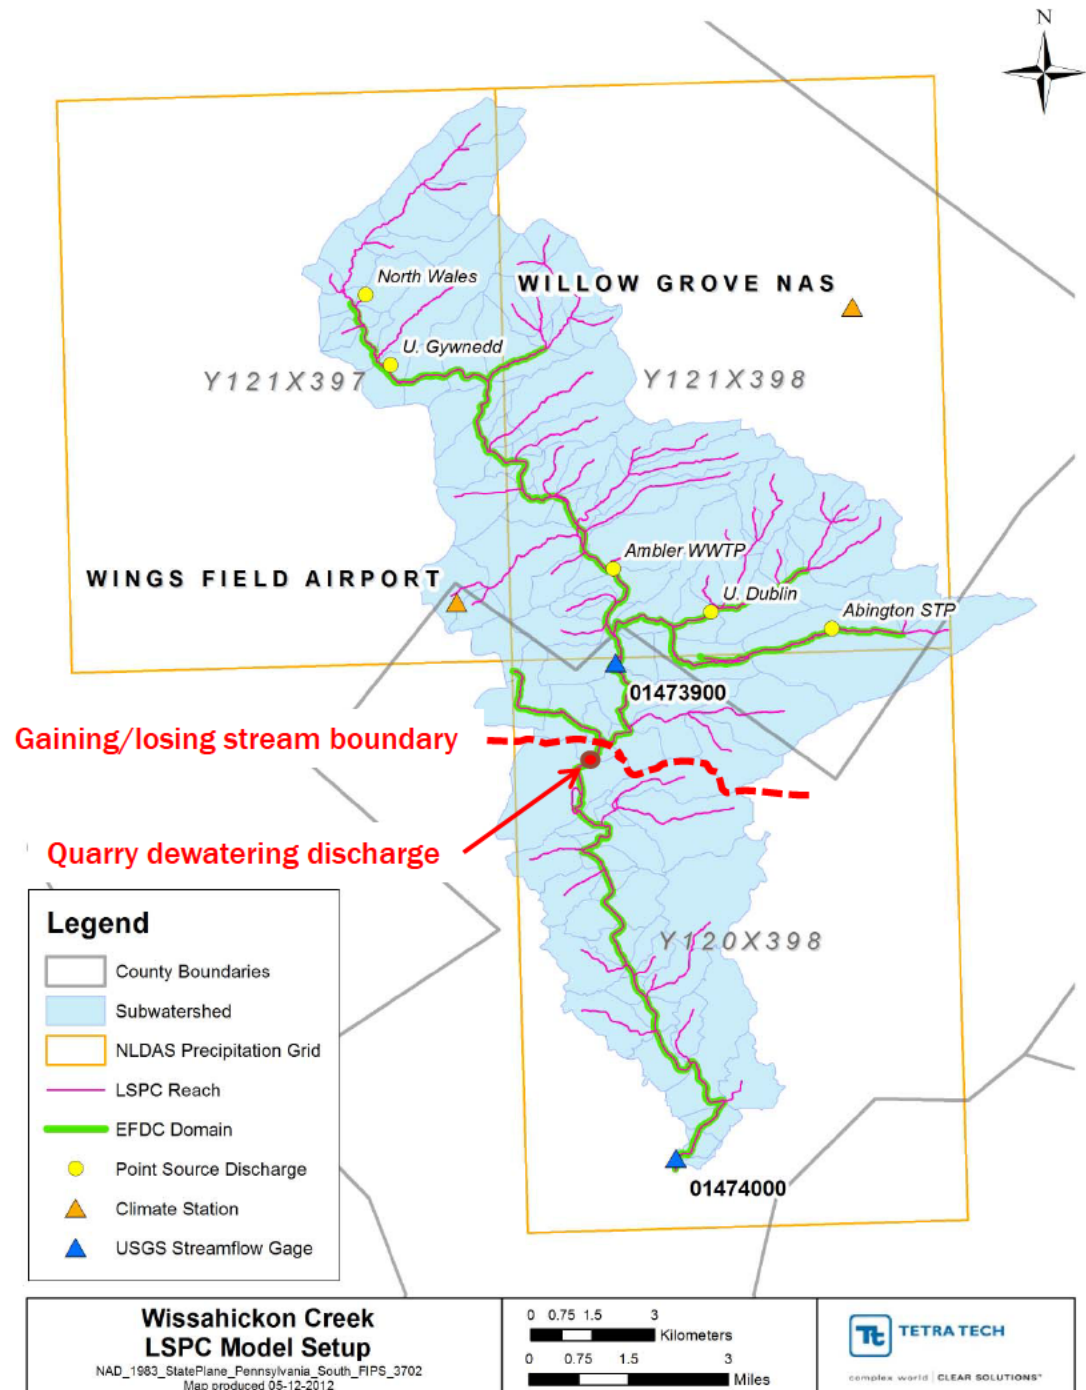 N
North Wales
WILLOW GROVE NAS
U. Gywnedd
Y121X397
Y121X398
Ambler WWTP
WINGS FIELD AIRPORT
U. Dublin
Abington STP
01473900
Gaining/losing stream boundary
Quarry dewatering discharge
Y120X398
Legend
County Boundaries
Subwatershed
NLDAS Precipitation Grid
LSPC Reach
EFDC Domain
Point Source Discharge
Climate Station
USGS Streamflow Gage
01474000
Wissahickon Creek
LSPC Model Setup
NAD_1983_StatePlane_Pennsylvania_South_FIPS_3702
Map produced 05-12-2012
0 0.75 1.5 3
Kilometers
0 0.75 1.5 3
Miles
Tt TETRA TECH
complex world | CLEAR SOLUTIONS™